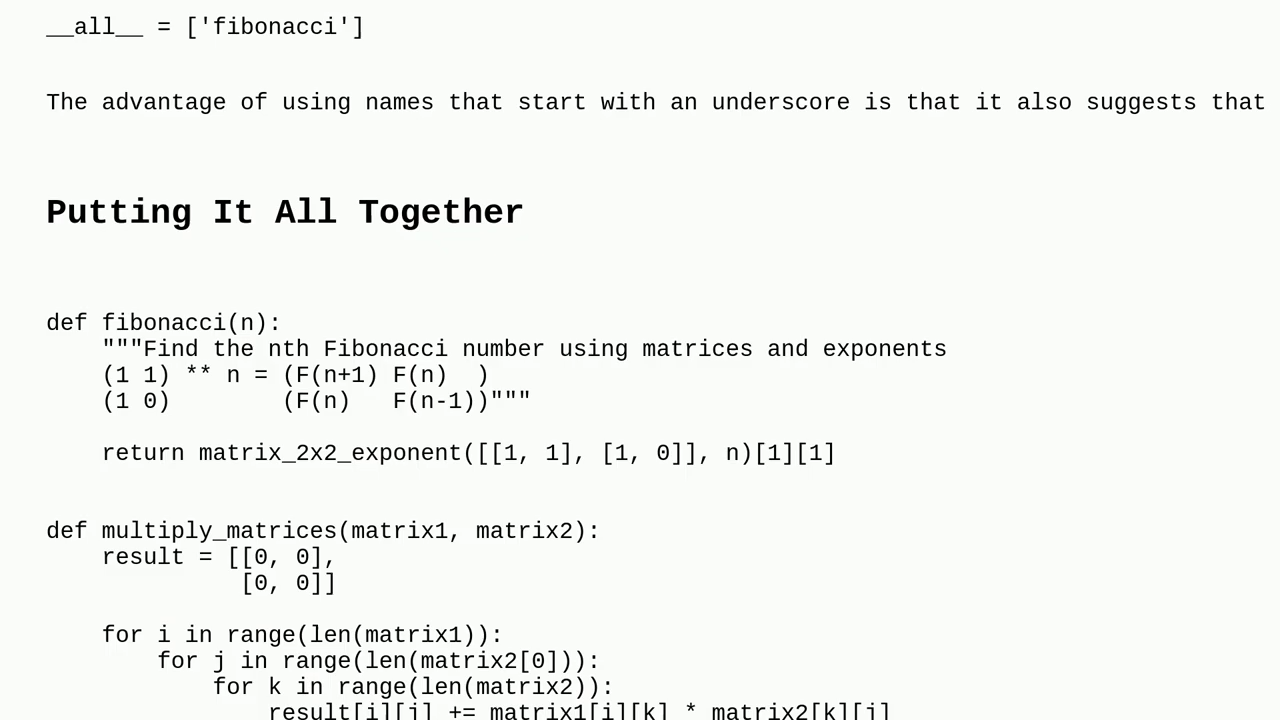 __all__ = ['fibonacci']
The advantage of using names that start with an underscore is that it also suggests that
Putting It All Together
def fibonacci(n):
    """Find the nth Fibonacci number using matrices and exponents
    (1 1) ** n = (F(n+1) F(n)  )
    (1 0)        (F(n)   F(n-1))"""
    return matrix_2x2_exponent([[1, 1], [1, 0]], n)[1][1]
def multiply_matrices(matrix1, matrix2):
    result = [[0, 0],
              [0, 0]]
    for i in range(len(matrix1)):
        for j in range(len(matrix2[0])):
            for k in range(len(matrix2)):
                result[i][j] += matrix1[i][k] * matrix2[k][j]